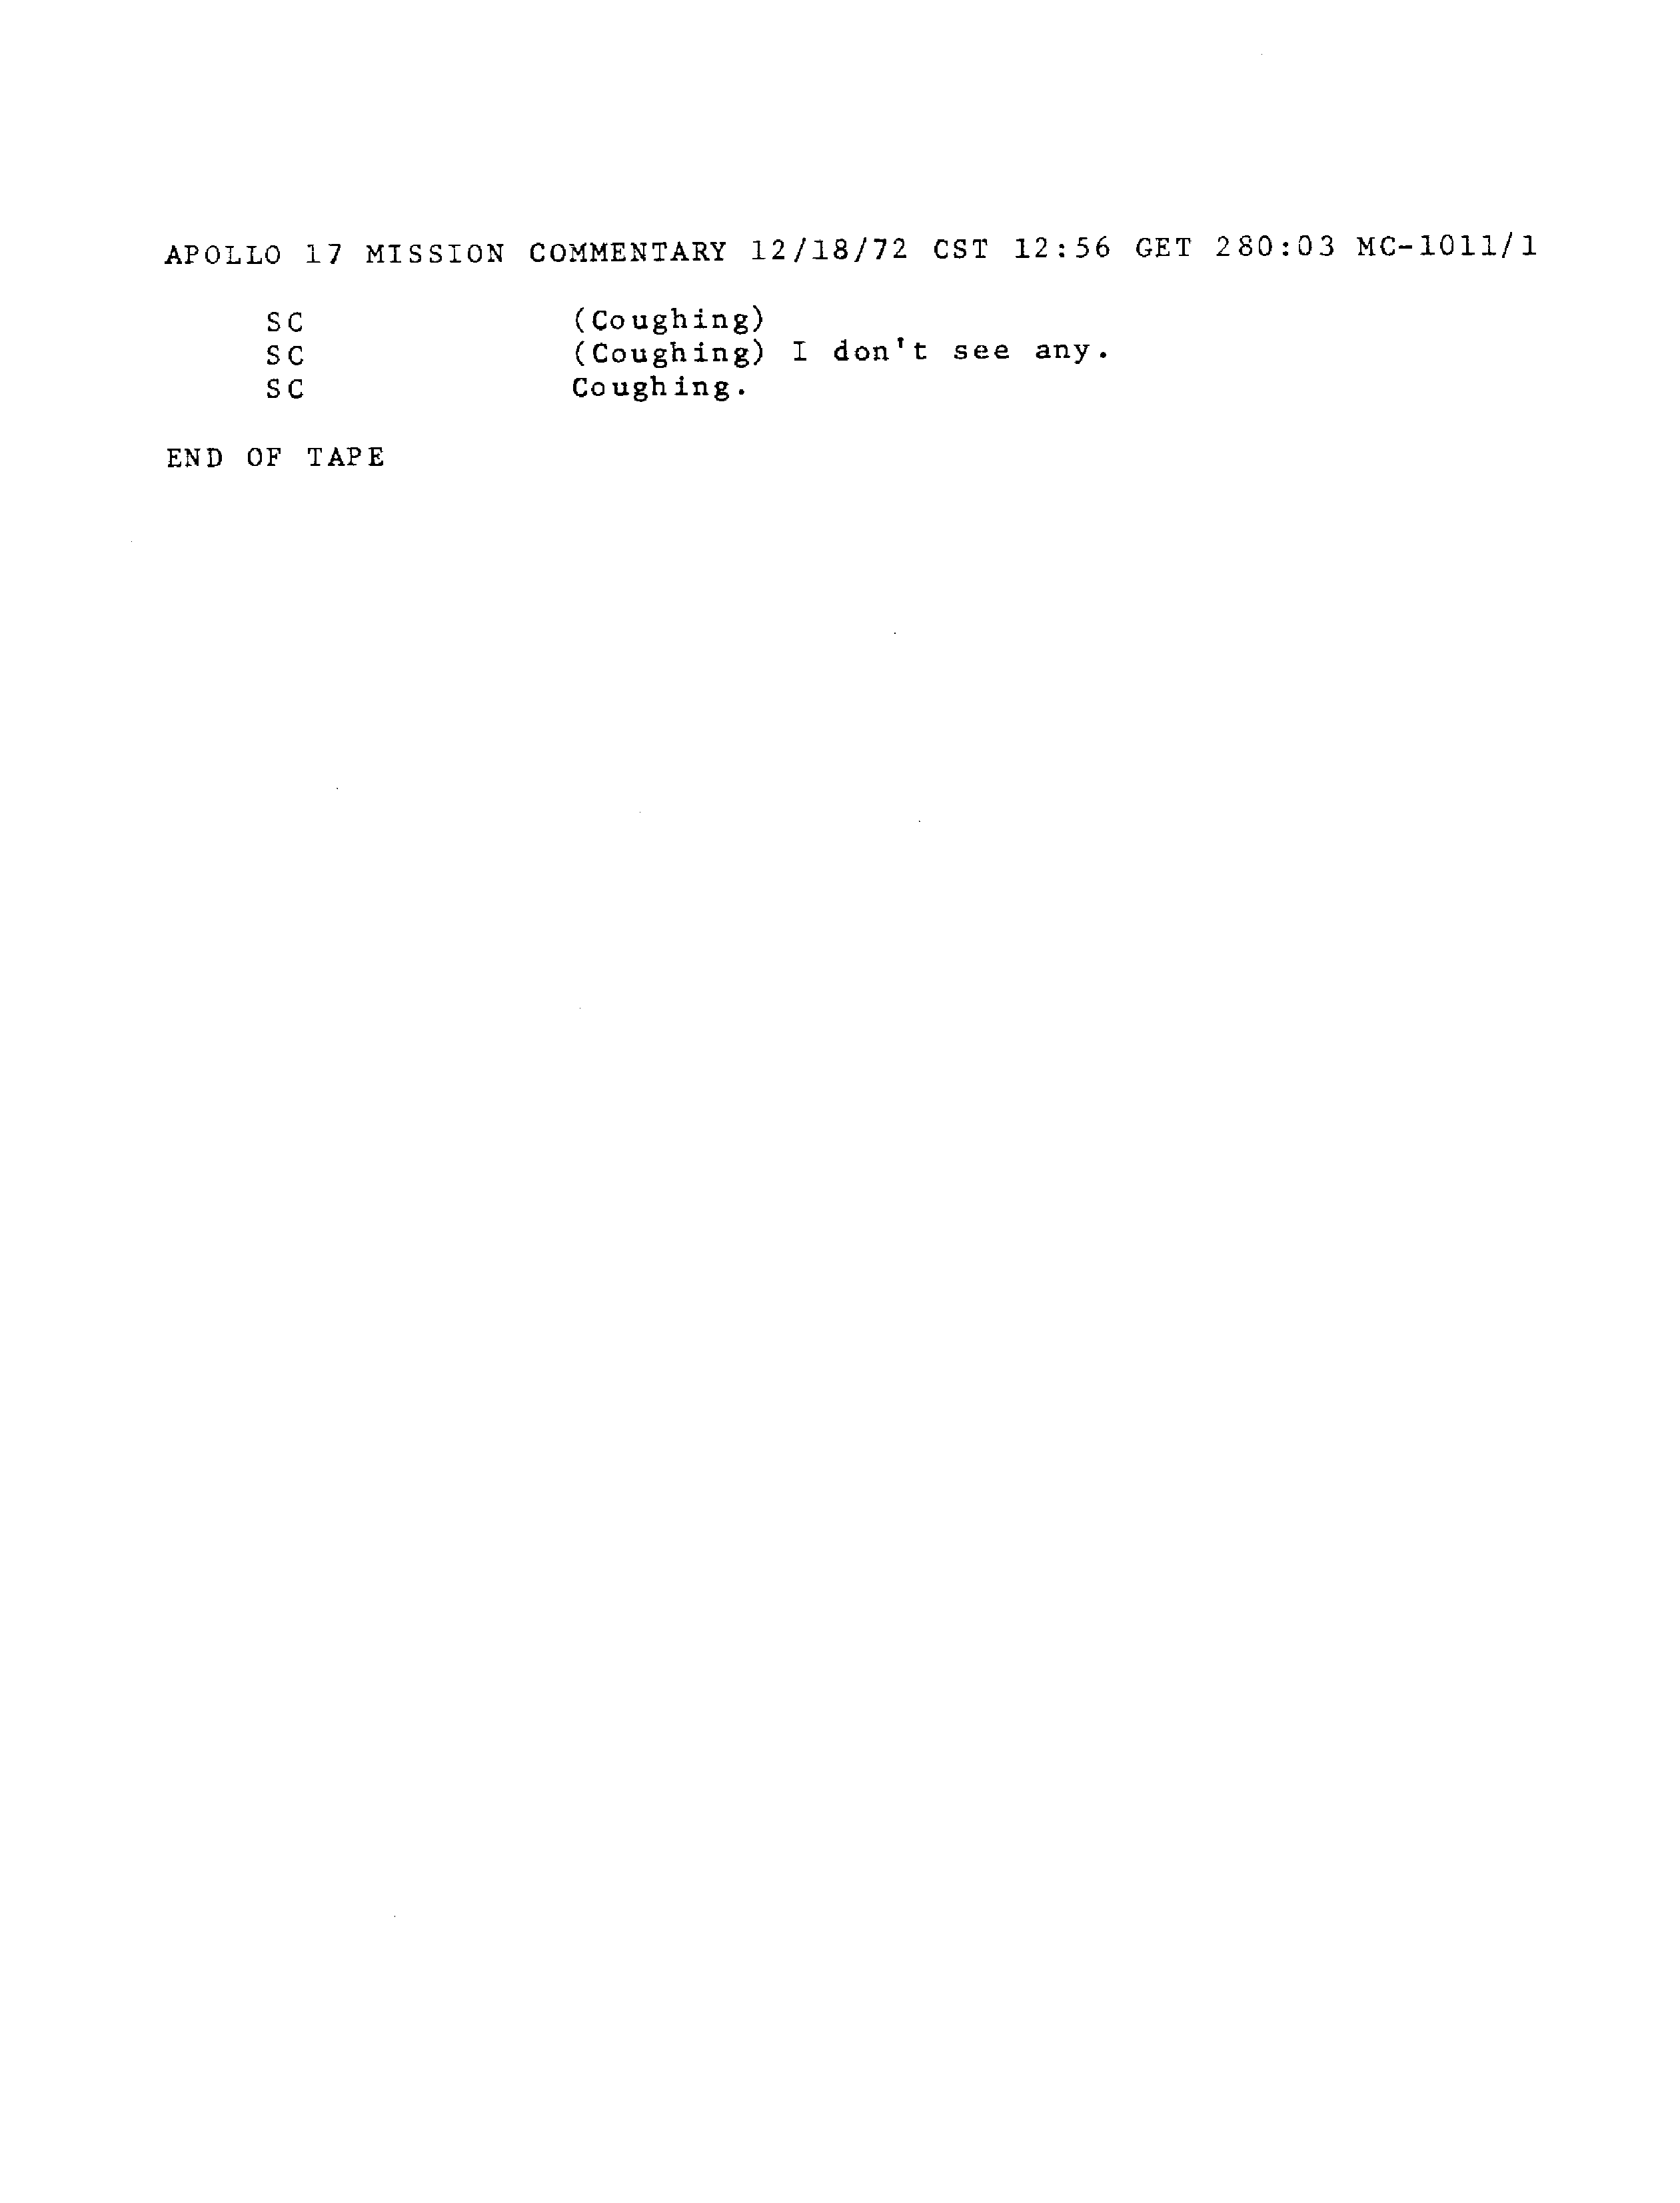 APOLLO 17 MISSION COMMENTARY 12/18/72 CST 12:56 GET 280:03 MC-1011/1
SC (Coughing)
SC (Coughing) I don't see any.
SC Coughing.
END OF TAPE